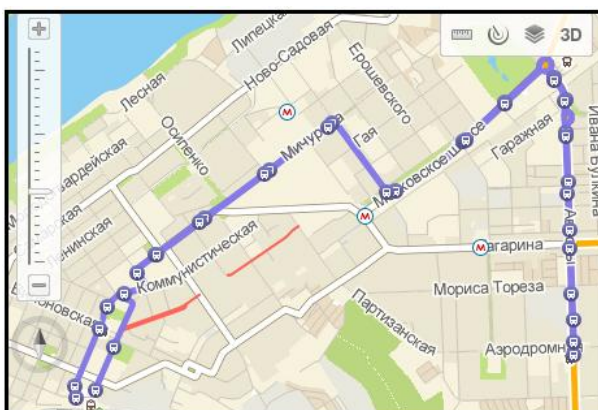 3D
Липецкая
Ново-Садовая
Лесная
Ерошевского
Осипенко
Мичурина
Гая
Московское шоссе
Гаражная
Ивана Булкина
Ленинская
Коммунистическая
Гагарина
Мориса Тореза
Партизанская
Аэродромная